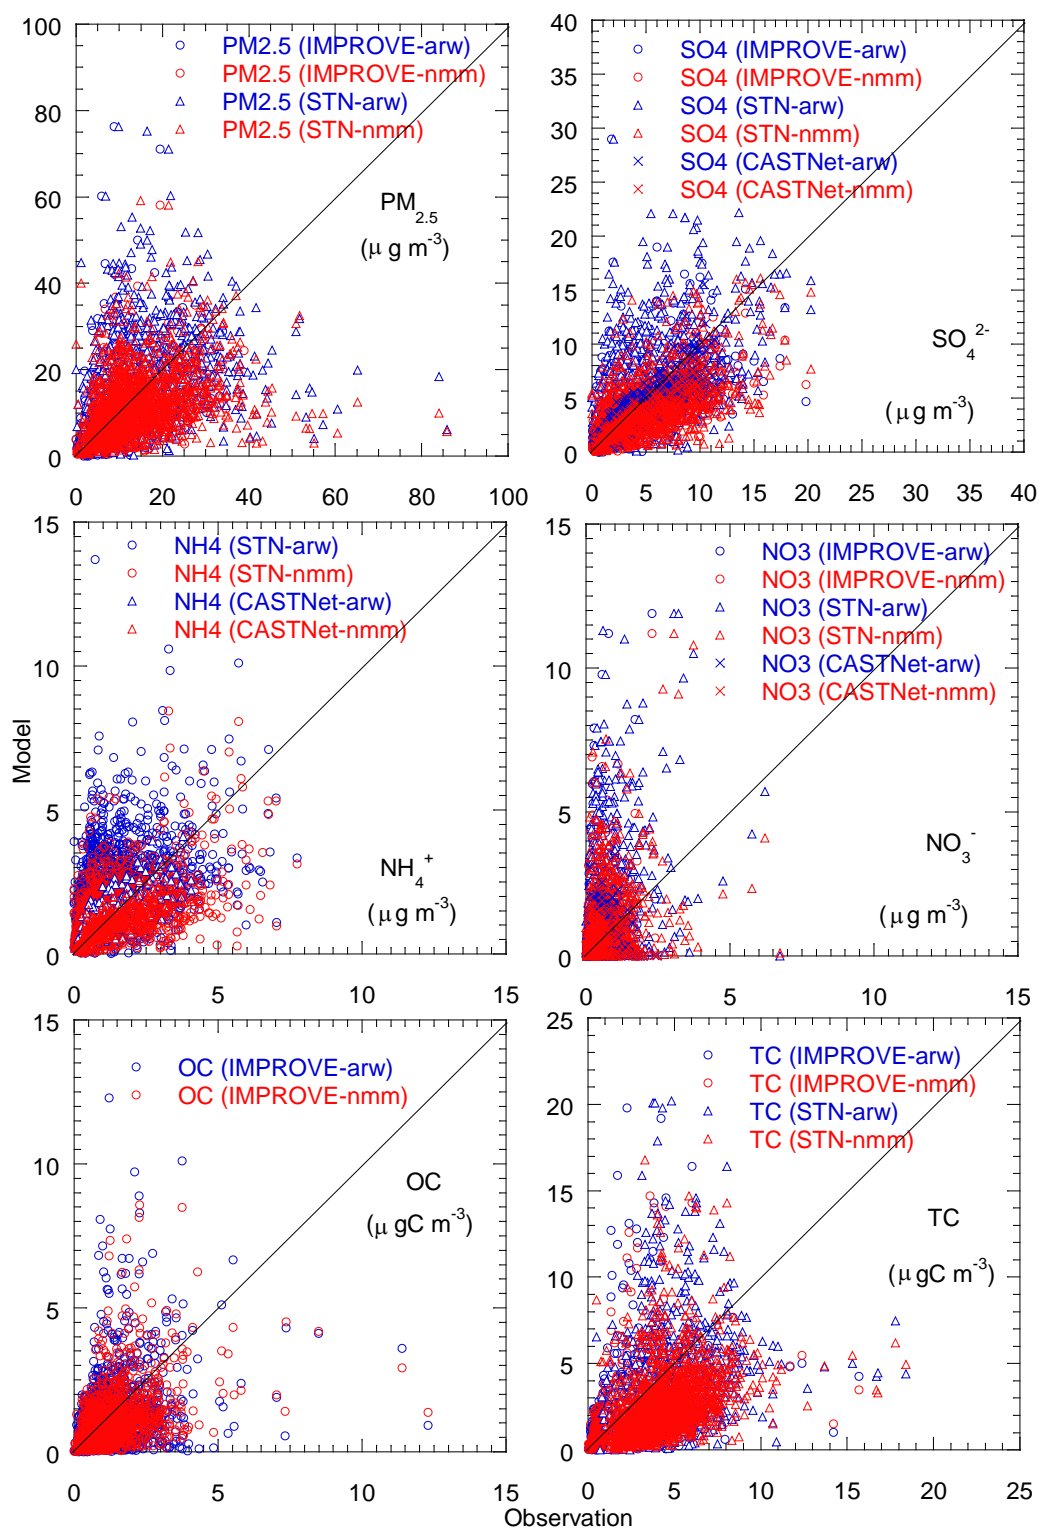 100
80
60
40
20
0
0 20 40 60 80 100
PM2.5 (IMPROVE-arw)
PM2.5 (IMPROVE-nmm)
PM2.5 (STN-arw)
PM2.5 (STN-nmm)
PM2.5
(μ g m-3)
40
35
30
25
20
15
10
5
0
0 5 10 15 20 25 30 35 40
SO4 (IMPROVE-arw)
SO4 (IMPROVE-nmm)
SO4 (STN-arw)
SO4 (STN-nmm)
SO4 (CASTNet-arw)
SO4 (CASTNet-nmm)
SO4 2-
(μ g m-3)
Model
15
10
5
0
0 5 10 15
NH4 (STN-arw)
NH4 (STN-nmm)
NH4 (CASTNet-arw)
NH4 (CASTNet-nmm)
NH4 +
(μ g m-3)
15
10
5
0
0 5 10 15
NO3 (IMPROVE-arw)
NO3 (IMPROVE-nmm)
NO3 (STN-arw)
NO3 (STN-nmm)
NO3 (CASTNet-arw)
NO3 (CASTNet-nmm)
NO3 -
(μ g m-3)
15
10
5
0
0 5 10 15
OC (IMPROVE-arw)
OC (IMPROVE-nmm)
OC
(μ gC m-3)
25
20
15
10
5
0
0 5 10 15 20 25
TC (IMPROVE-arw)
TC (IMPROVE-nmm)
TC (STN-arw)
TC (STN-nmm)
TC
(μ gC m-3)
Observation